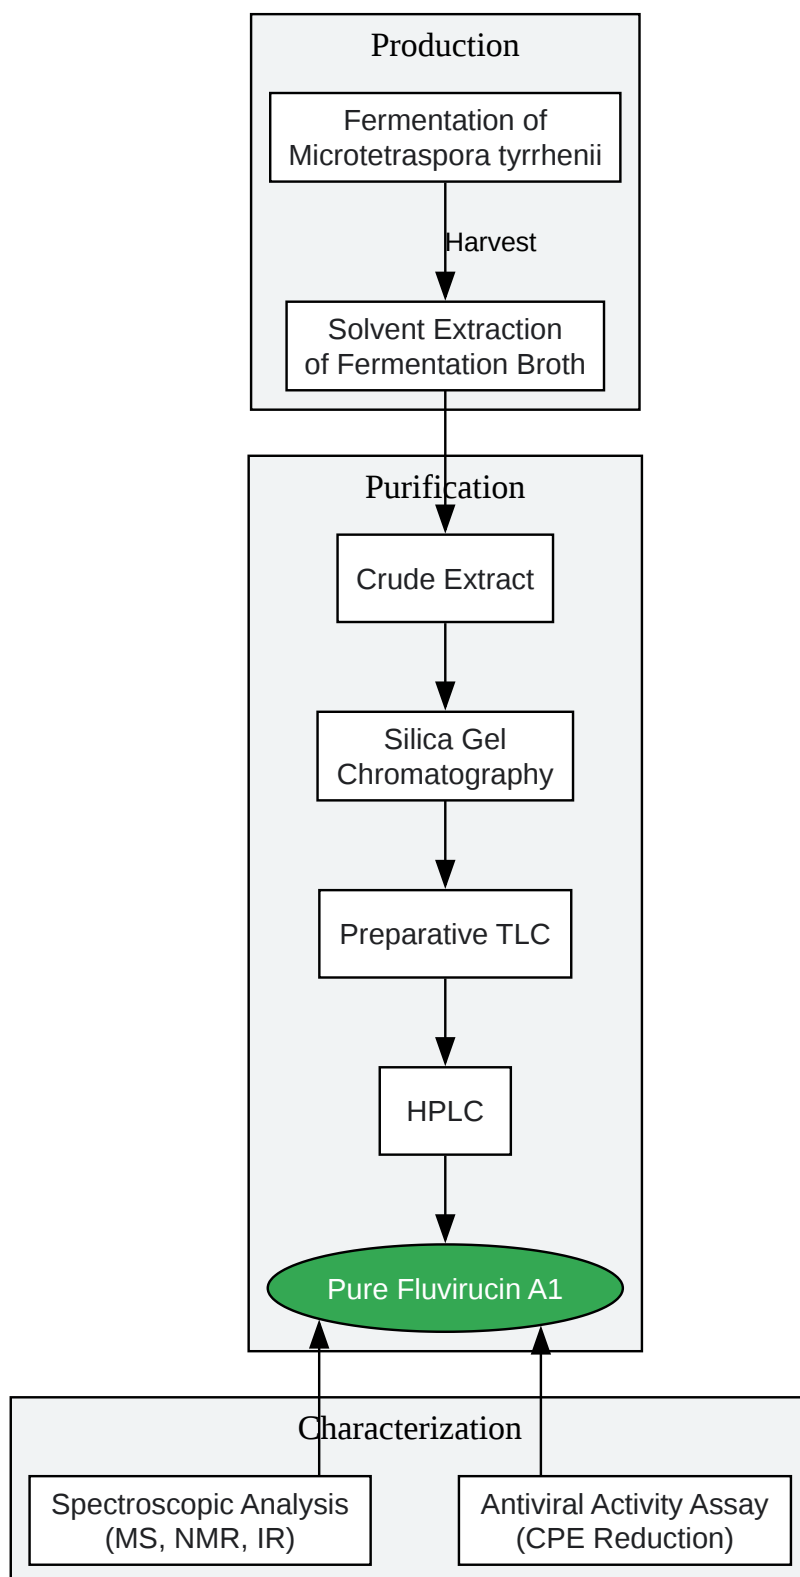 Production
Fermentation of
Microtetraspora tyrrhenii
Harvest
Solvent Extraction
of Fermentation Broth
Purification
Crude Extract
Silica Gel
Chromatography
Preparative TLC
HPLC
Pure Fluvirucin A1
Characterization
Spectroscopic Analysis
(MS, NMR, IR)
Antiviral Activity Assay
(CPE Reduction)